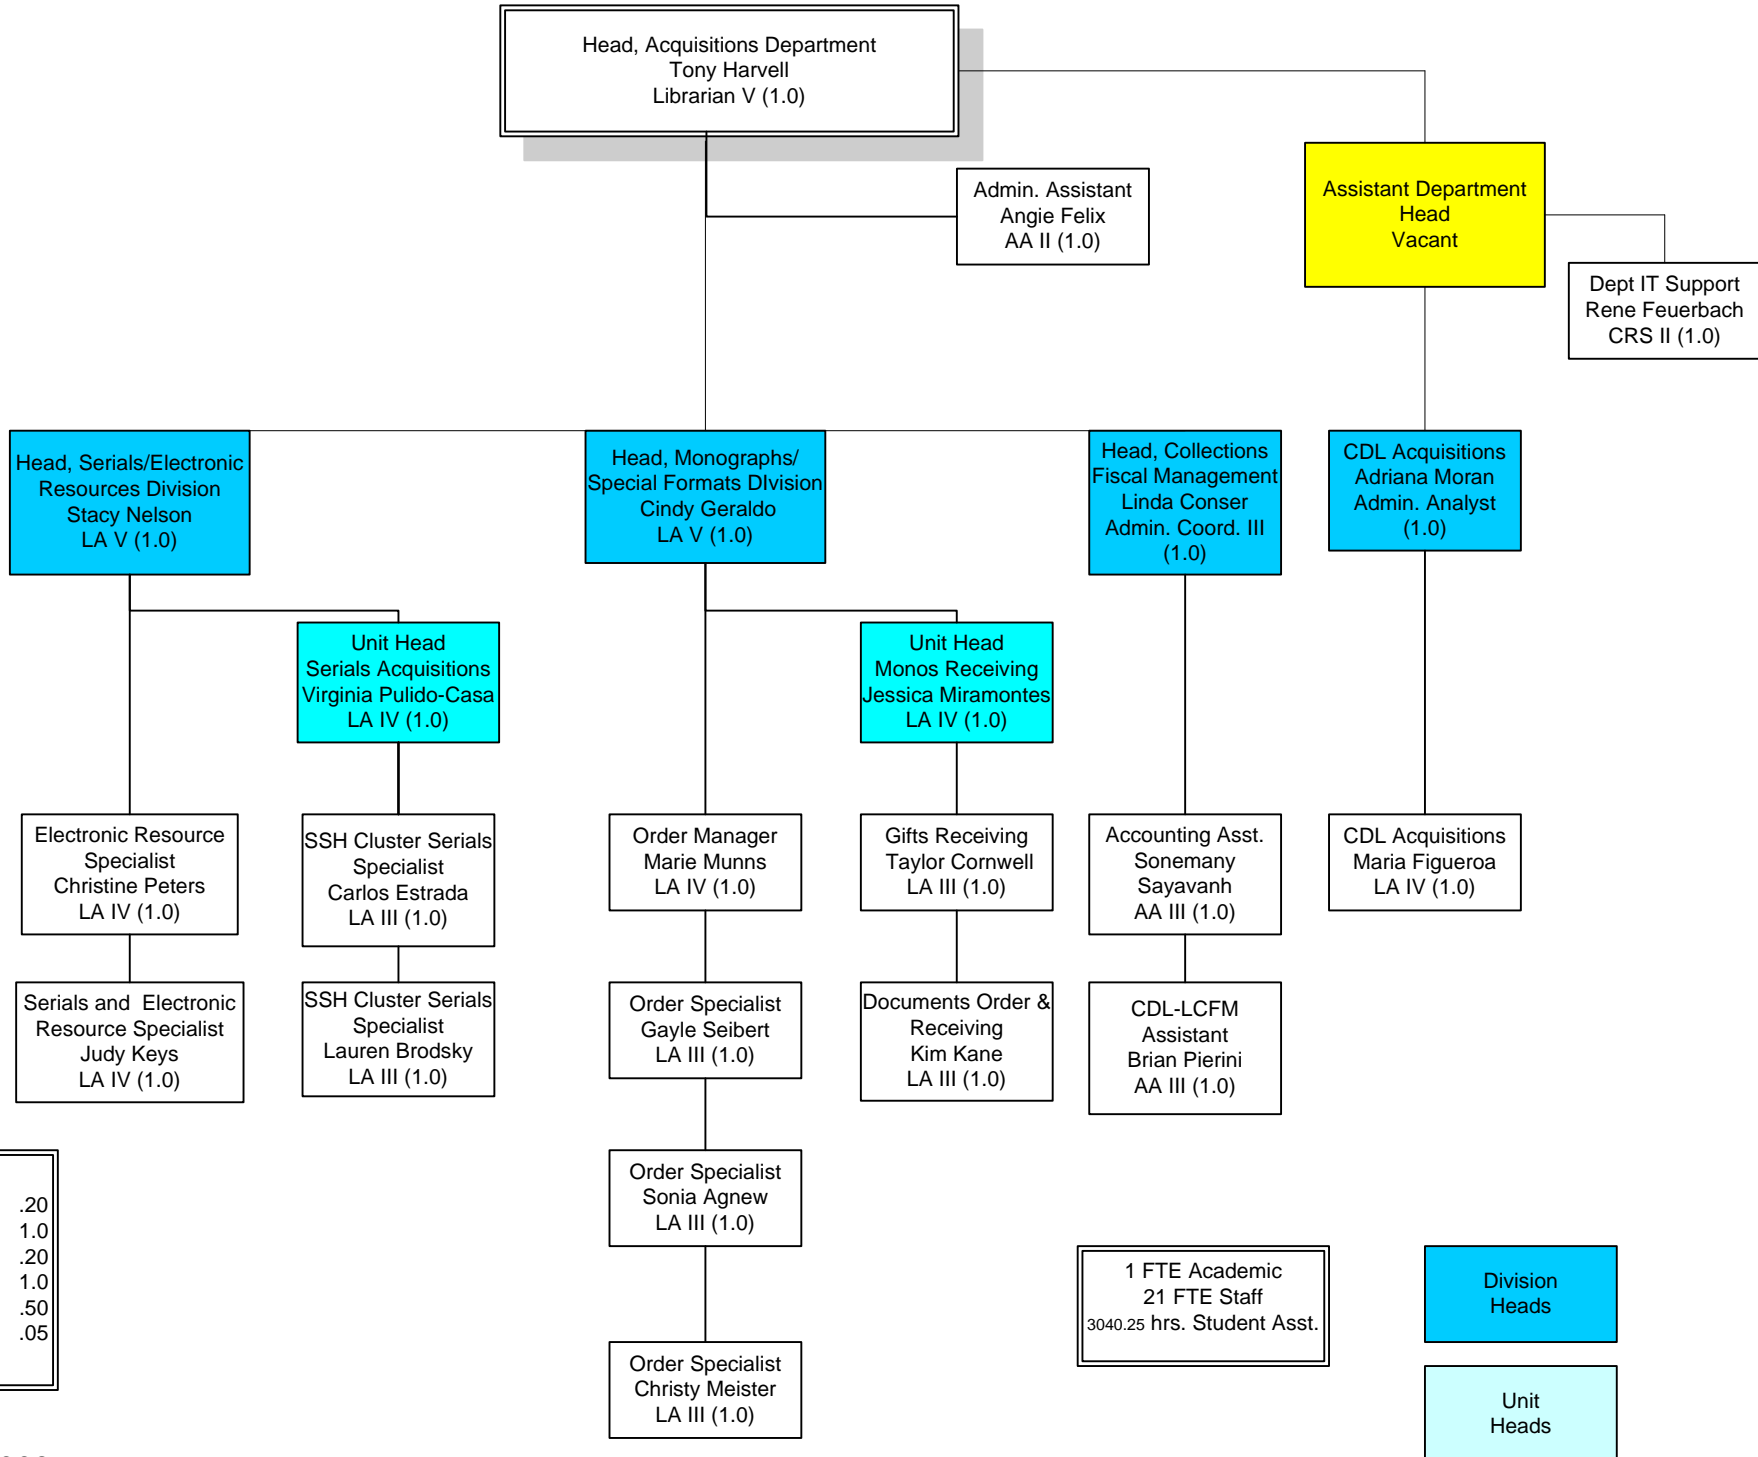 Head, Acquisitions Department
Tony Harvell
Librarian V (1.0)
Admin. Assistant
Angie Felix
AA II (1.0)
Assistant Department
Head
Vacant
Dept IT Support
Rene Feuerbach
CRS II (1.0)
Head, Serials/Electronic
Resources Division
Stacy Nelson
LA V (1.0)
Head, Monographs/
Special Formats DIvision
Cindy Geraldo
LA V (1.0)
Head, Collections
Fiscal Management
Linda Conser
Admin. Coord. III
(1.0)
CDL Acquisitions
Adriana Moran
Admin. Analyst
(1.0)
Unit Head
Serials Acquisitions
Virginia Pulido-Casa
LA IV (1.0)
Unit Head
Monos Receiving
Jessica Miramontes
LA IV (1.0)
Electronic Resource
Specialist
Christine Peters
LA IV (1.0)
SSH Cluster Serials
Specialist
Carlos Estrada
LA III (1.0)
Order Manager
Marie Munns
LA IV (1.0)
Gifts Receiving
Taylor Cornwell
LA III (1.0)
Accounting Asst.
Sonemany
Sayavanh
AA III (1.0)
CDL Acquisitions
Maria Figueroa
LA IV (1.0)
Serials and  Electronic
Resource Specialist
Judy Keys
LA IV (1.0)
SSH Cluster Serials
Specialist
Lauren Brodsky
LA III (1.0)
Order Specialist
Gayle Seibert
LA III (1.0)
Documents Order &
Receiving
Kim Kane
LA III (1.0)
CDL-LCFM
Assistant
Brian Pierini
AA III (1.0)
Order Specialist
Sonia Agnew
LA III (1.0)
.20
1.0
.20
1.0
.50
.05
1 FTE Academic
21 FTE Staff
3040.25 hrs. Student Asst.
Division
Heads
Order Specialist
Christy Meister
LA III (1.0)
Unit
Heads